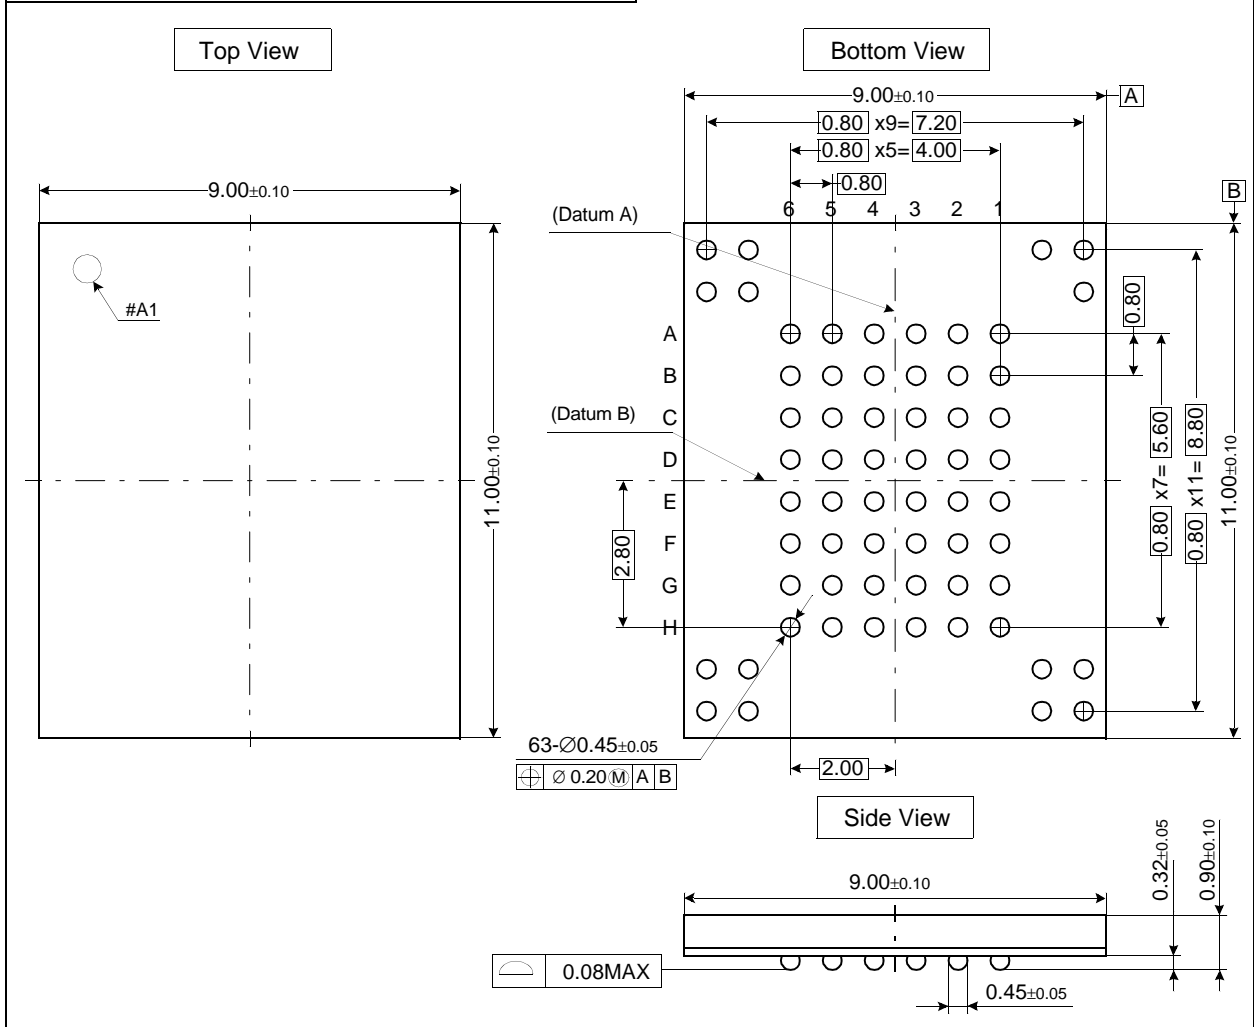 Top View
Bottom View
9.00±0.10
A
0.80 x9= 7.20
0.80 x5= 4.00
0.80
9.00±0.10
B
(Datum A)
6 5 4 3 2 1
#A1
0.80
A
B
(Datum B)
C
D
E
F
G
H
11.00±0.10
2.80
0.80 x7= 5.60
0.80 x11= 8.80
11.00±0.10
63-∅0.45±0.05
⌖ ∅ 0.20 Ⓜ A B
2.00
Side View
9.00±0.10
0.32±0.05
0.90±0.10
0.08MAX
0.45±0.05